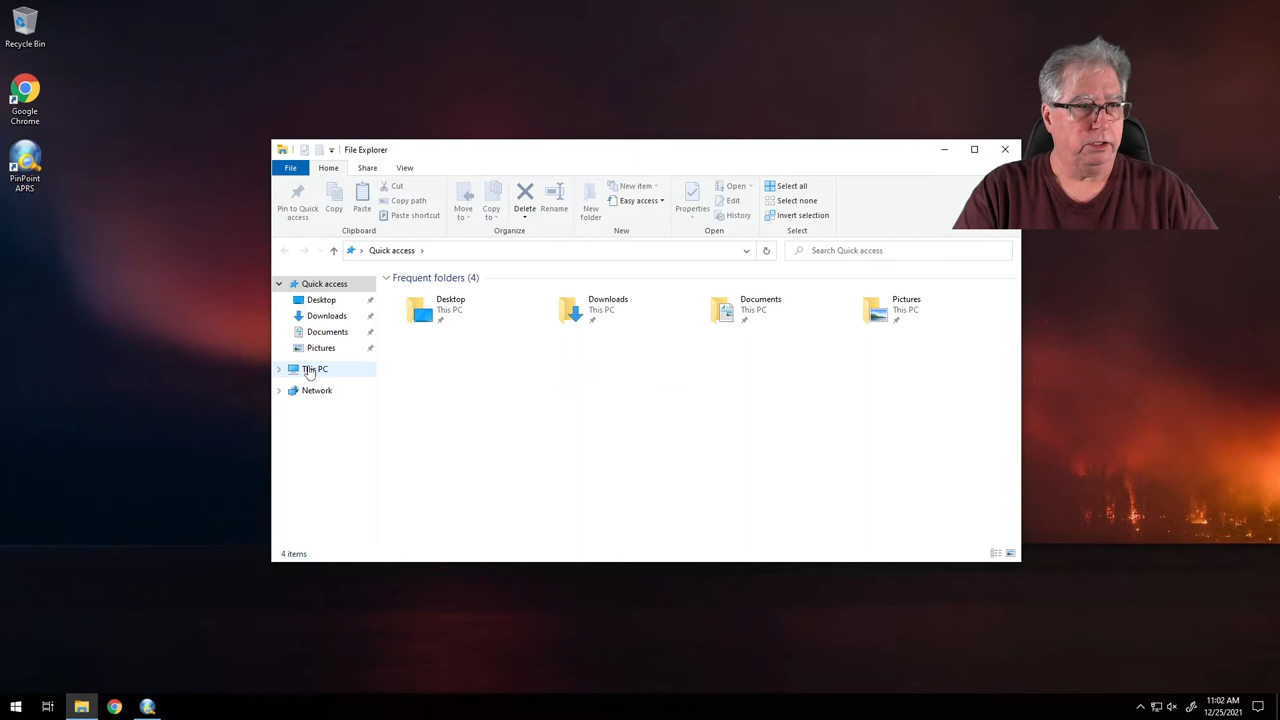 Recycle Bin
Google
Chrome
PinPoint
APRS
File Explorer
File Home Share View
Pin to Quick
access
Copy
Paste
Cut
Copy path
Paste shortcut
Clipboard
Move
to
Copy
to
Delete
Rename
Organize
New
folder
New item
Easy access
New
Properties
Open
Edit
History
Open
Select all
Select none
Invert selection
Select
Quick access
Search Quick access
Quick access
Desktop
Downloads
Documents
Pictures
This PC
Network
Frequent folders (4)
Desktop
This PC
Downloads
This PC
Documents
This PC
Pictures
This PC
4 items
11:02 AM
12/25/2021